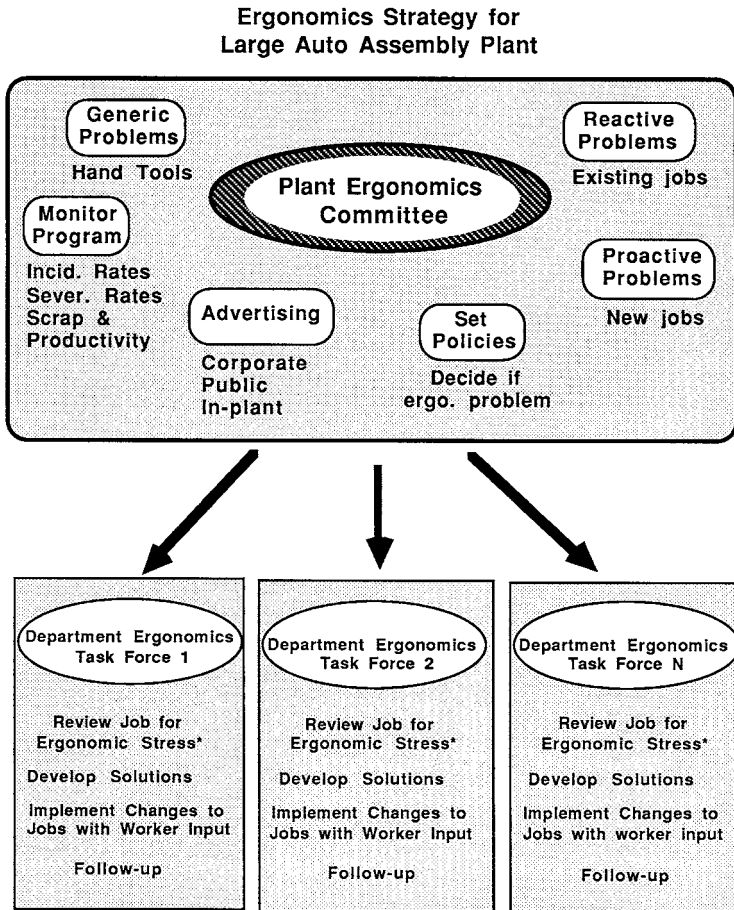 Ergonomics Strategy for
Large Auto Assembly Plant
Generic
Problems
Hand Tools
Plant Ergonomics
Committee
Reactive
Problems
Existing jobs
Monitor
Program
Incid. Rates
Sever. Rates
Scrap &
Productivity
Advertising
Corporate
Public
In-plant
Set
Policies
Decide if
ergo. problem
Proactive
Problems
New jobs
Department Ergonomics
Task Force 1
Review Job for
Ergonomic Stress*
Develop Solutions
Implement Changes to
Jobs with Worker Input
Follow-up
Department Ergonomics
Task Force 2
Review Job for
Ergonomic Stress*
Develop Solutions
Implement Changes to
Jobs with Worker Input
Follow-up
Department Ergonomics
Task Force N
Review Job for
Ergonomic Stress*
Develop Solutions
Implement Changes to
Jobs with worker input
Follow-up